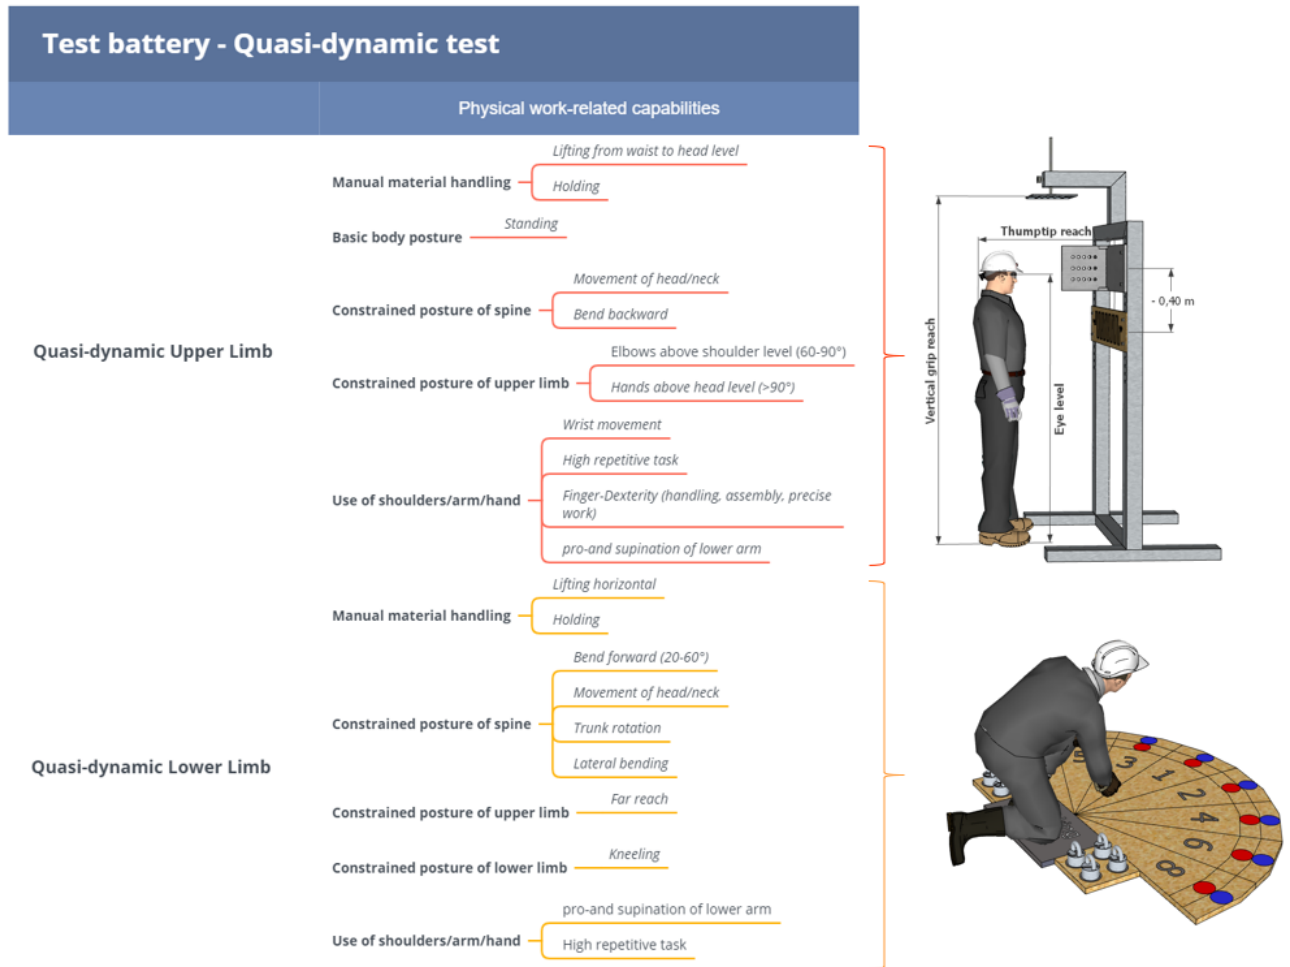 Test battery - Quasi-dynamic test
Physical work-related capabilities
Quasi-dynamic Upper Limb
Manual material handling
Lifting from waist to head level
Holding
Basic body posture
Standing
Constrained posture of spine
Movement of head/neck
Bend backward
Constrained posture of upper limb
Elbows above shoulder level (60-90°)
Hands above head level (>90°)
Use of shoulders/arm/hand
Wrist movement
High repetitive task
Finger-Dexterity (handling, assembly, precise
work)
pro-and supination of lower arm
Thumptip reach
Vertical grip reach
Eye level
- 0,40 m
Quasi-dynamic Lower Limb
Manual material handling
Lifting horizontal
Holding
Constrained posture of spine
Bend forward (20-60°)
Movement of head/neck
Trunk rotation
Lateral bending
Constrained posture of upper limb
Far reach
Constrained posture of lower limb
Kneeling
Use of shoulders/arm/hand
pro-and supination of lower arm
High repetitive task
5
3
1
2
4
6
8